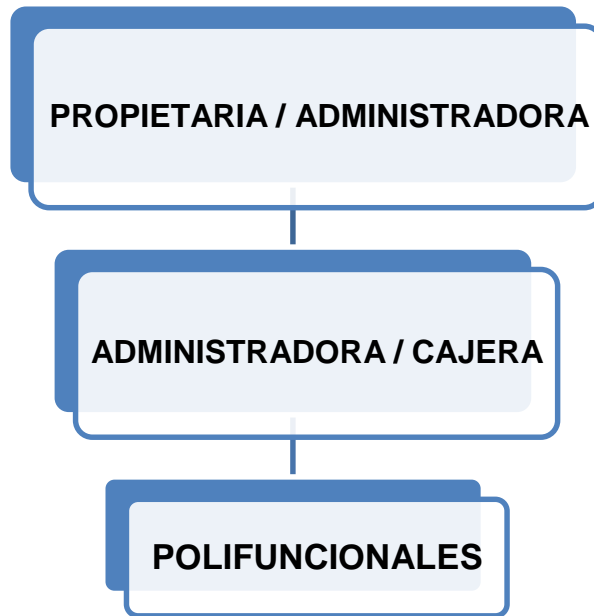 PROPIETARIA / ADMINISTRADORA
ADMINISTRADORA / CAJERA
POLIFUNCIONALES